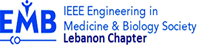 EMB
IEEE Engineering in
Medicine & Biology Society
Lebanon Chapter